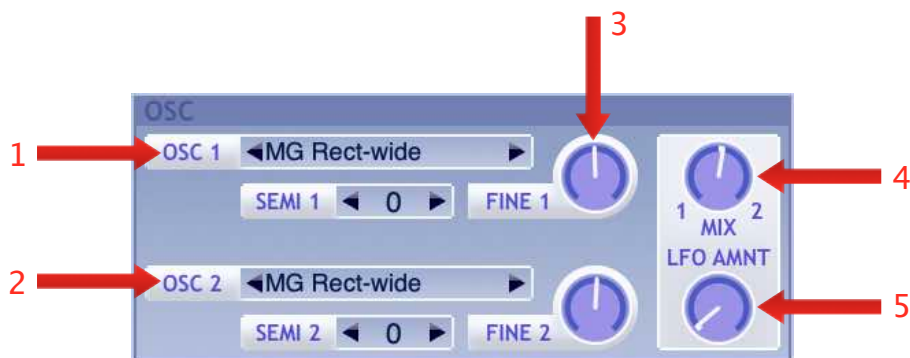 3
OSC
1
OSC 1
MG Rect-wide
SEMI 1
0
FINE 1
1
2
MIX
4
LFO AMNT
2
OSC 2
MG Rect-wide
SEMI 2
0
FINE 2
5